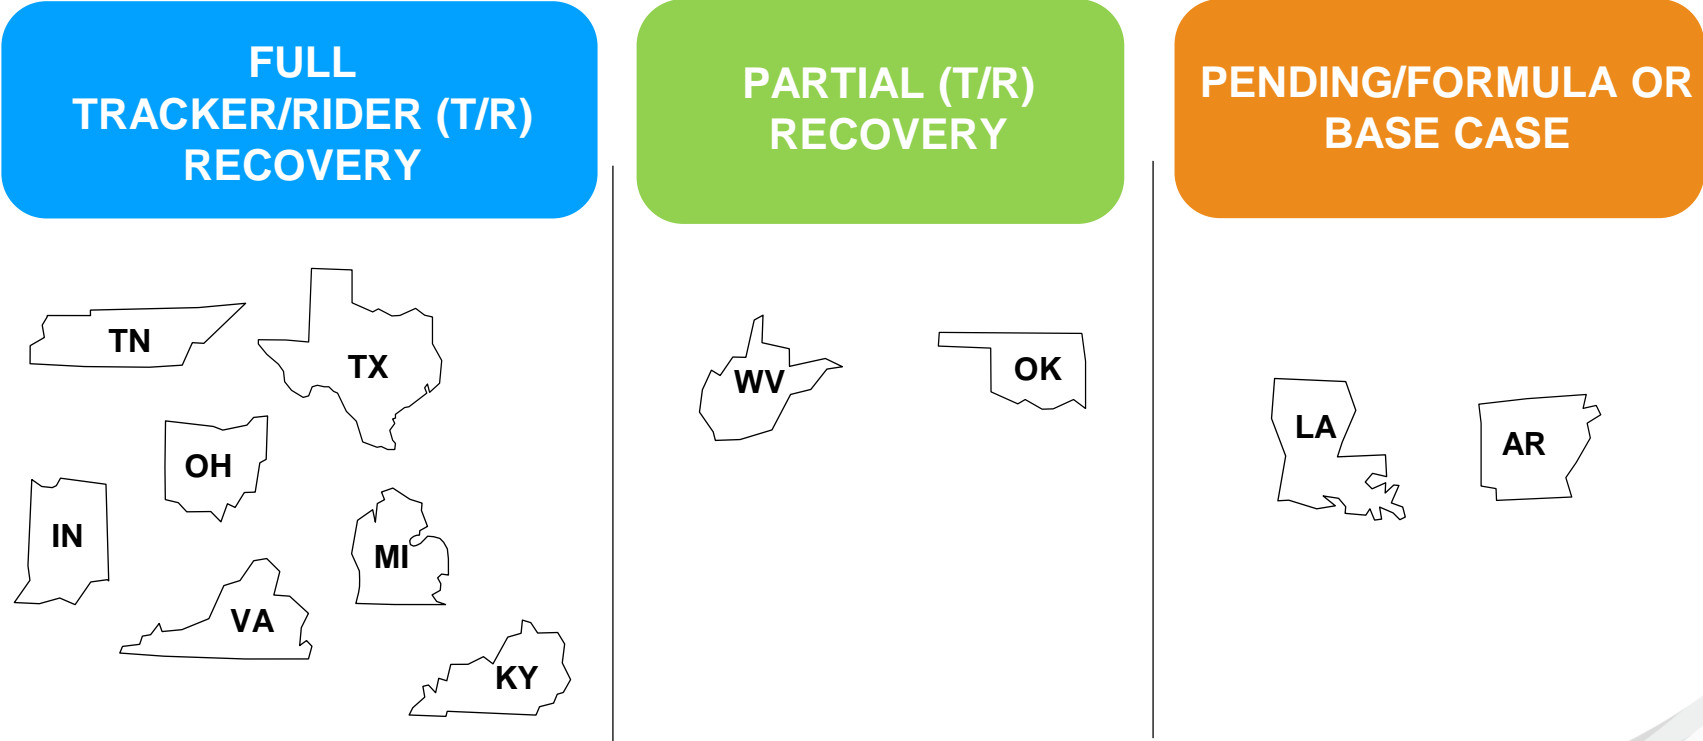 FULL
TRACKER/RIDER (T/R)
RECOVERY
PARTIAL (T/R)
RECOVERY
PENDING/FORMULA OR
BASE CASE
TN
TX
OH
IN
MI
VA
KY
WV
OK
LA
AR